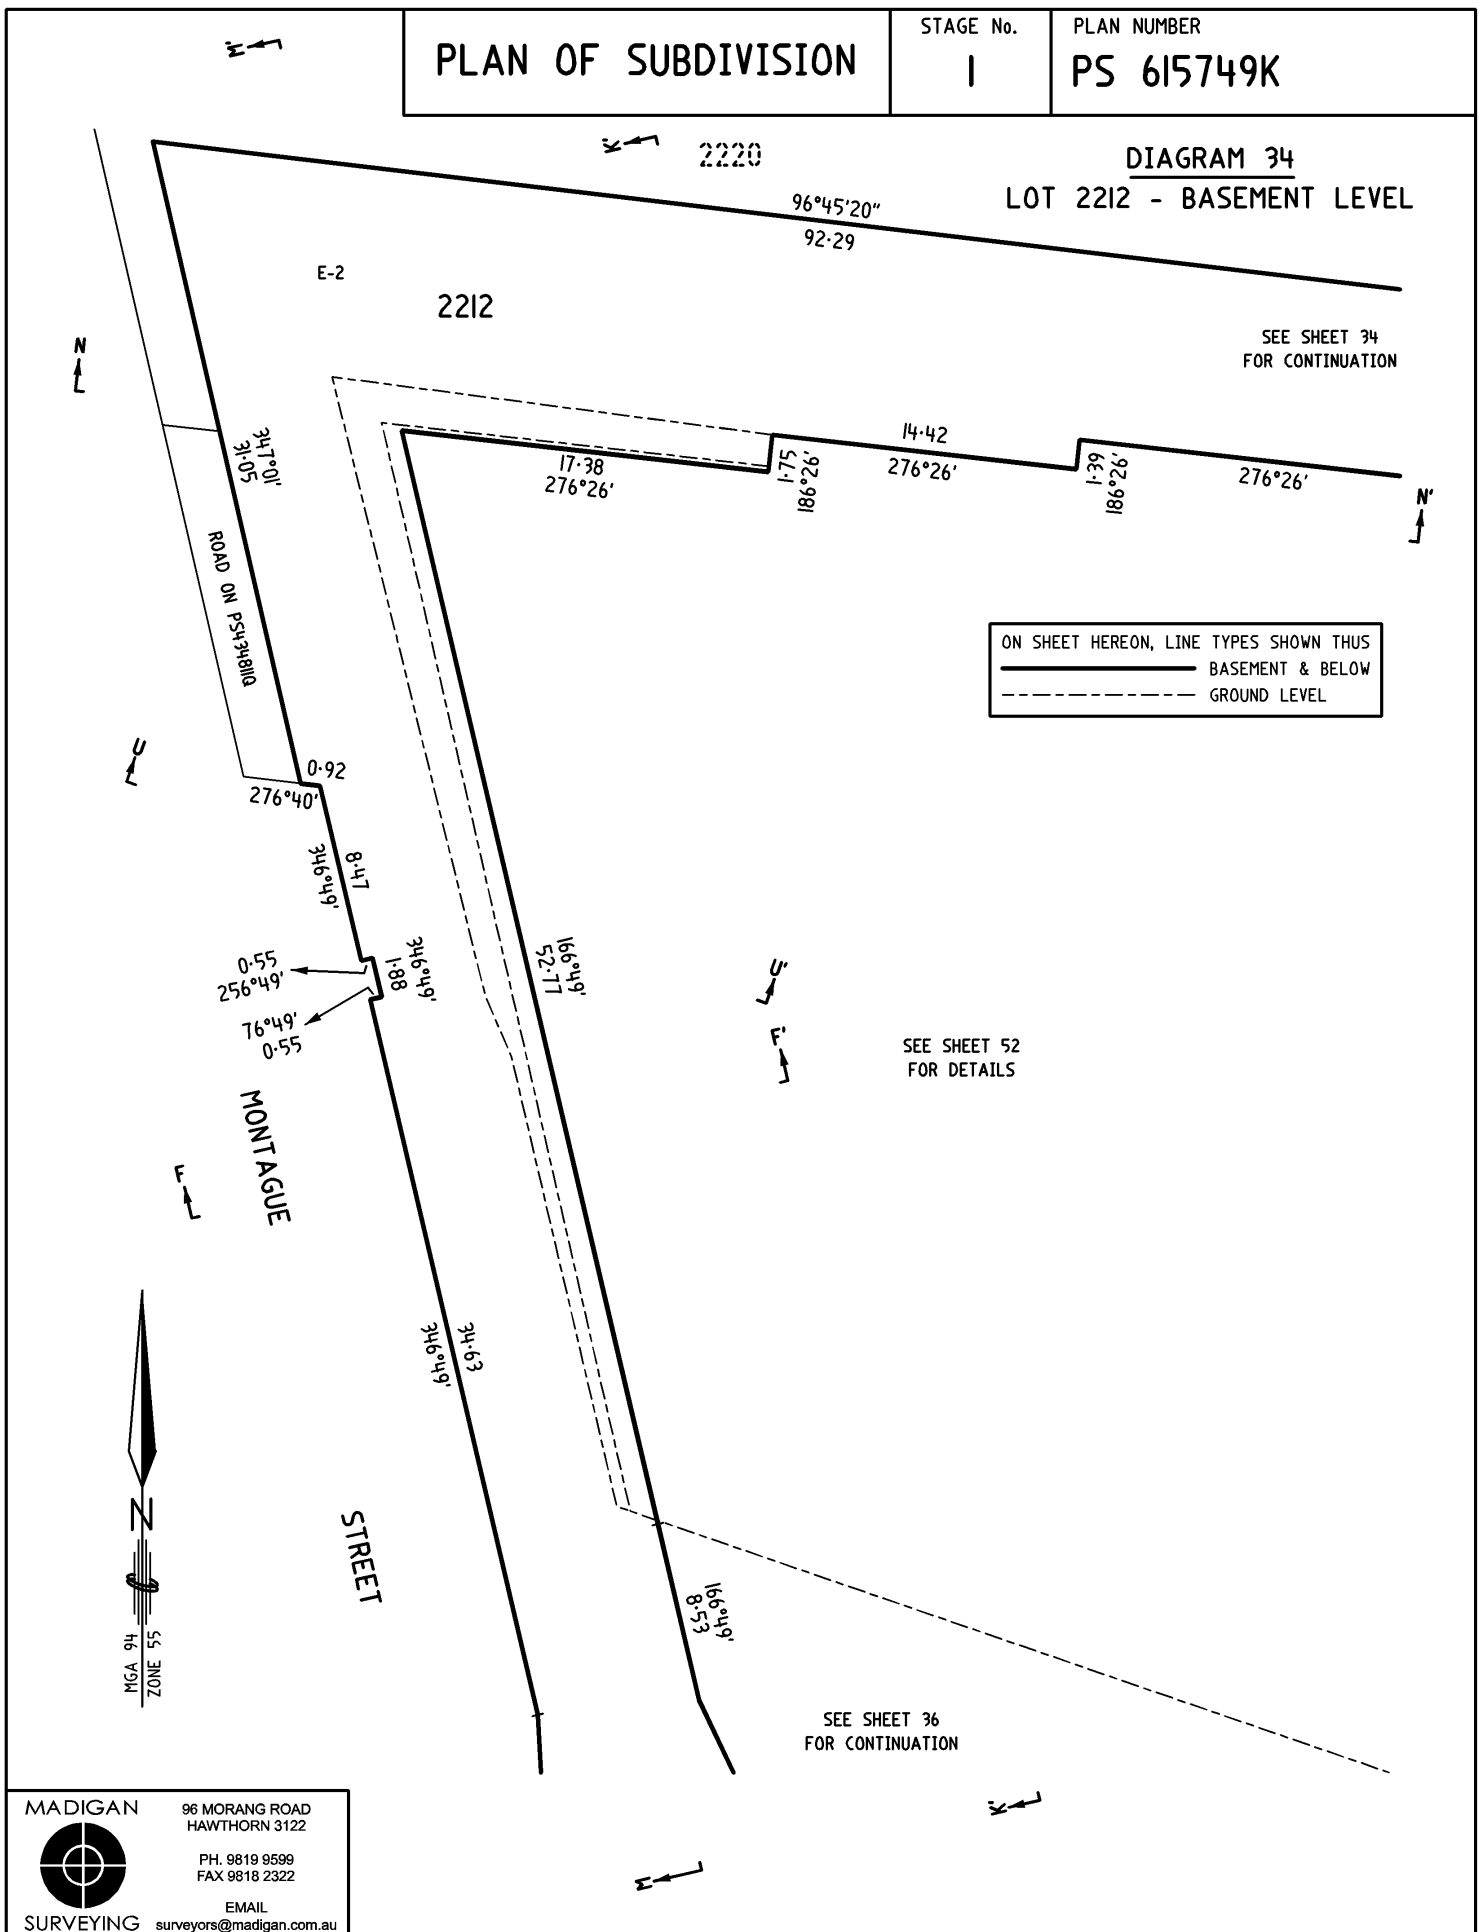 PLAN OF SUBDIVISION
STAGE No.
1
PLAN NUMBER
PS 615749K
M'
K'
2220
DIAGRAM 34
LOT 2212 - BASEMENT LEVEL
96°45'20"
92·29
E-2
2212
SEE SHEET 34
FOR CONTINUATION
N
347°01'
31·05
17·38
276°26'
1·75
186°26'
14·42
276°26'
1·39
186°26'
276°26'
N'
ROAD ON PS434811Q
ON SHEET HEREON, LINE TYPES SHOWN THUS
BASEMENT & BELOW
GROUND LEVEL
U
0·92
276°40'
8·47
346°49'
0·55
256°49'
346°49'
1·88
76°49'
0·55
166°49'
52·77
U'
F'
SEE SHEET 52
FOR DETAILS
MONTAGUE
F
34·63
346°49'
N
STREET
MGA 94
ZONE 55
166°49'
8·53
SEE SHEET 36
FOR CONTINUATION
K
M
MADIGAN
SURVEYING
96 MORANG ROAD
HAWTHORN 3122
PH. 9819 9599
FAX 9818 2322
EMAIL
surveyors@madigan.com.au